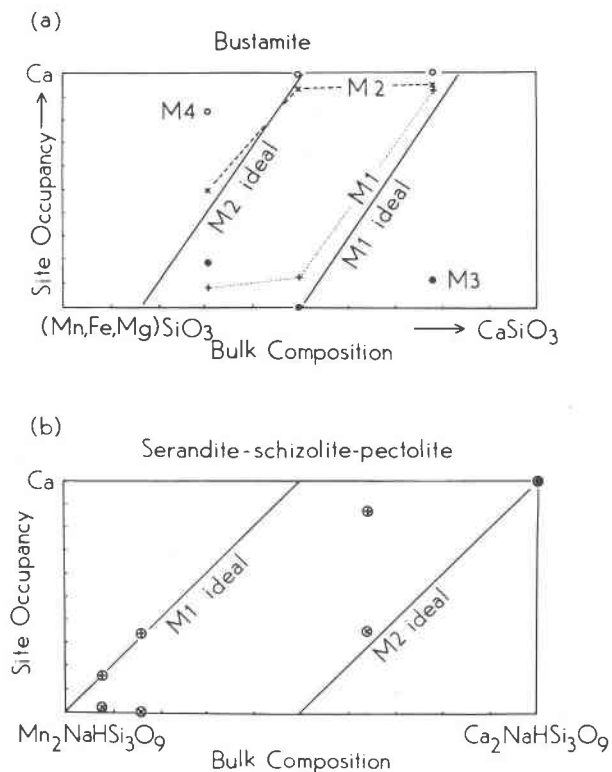 (a)
Bustamite
Ca
M4
M2
M2 ideal
M1
M1 ideal
M3
Site Occupancy
(Mn,Fe,Mg)SiO₃
CaSiO₃
Bulk Composition
(b)
Serandite-schizolite-pectolite
Ca
M1 ideal
M2 ideal
Site Occupancy
Mn₂NaHSi₃O₉
Ca₂NaHSi₃O₉
Bulk Composition